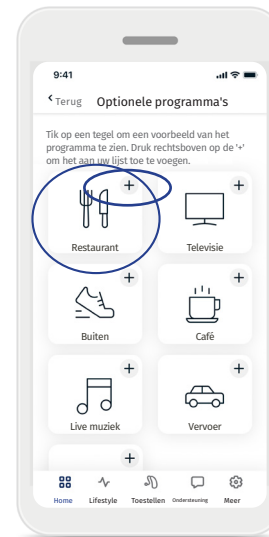 9:41
Terug Optionele programma's
Tik op een tegel om een voorbeeld van het
programma te zien. Druk rechtsboven op de '+'
om het aan uw lijst toe te voegen.
+ +
Restaurant Televisie
+ +
Buiten Café
+ +
Live muziek Vervoer
+
Home Lifestyle Toestellen Ondersteuning Meer